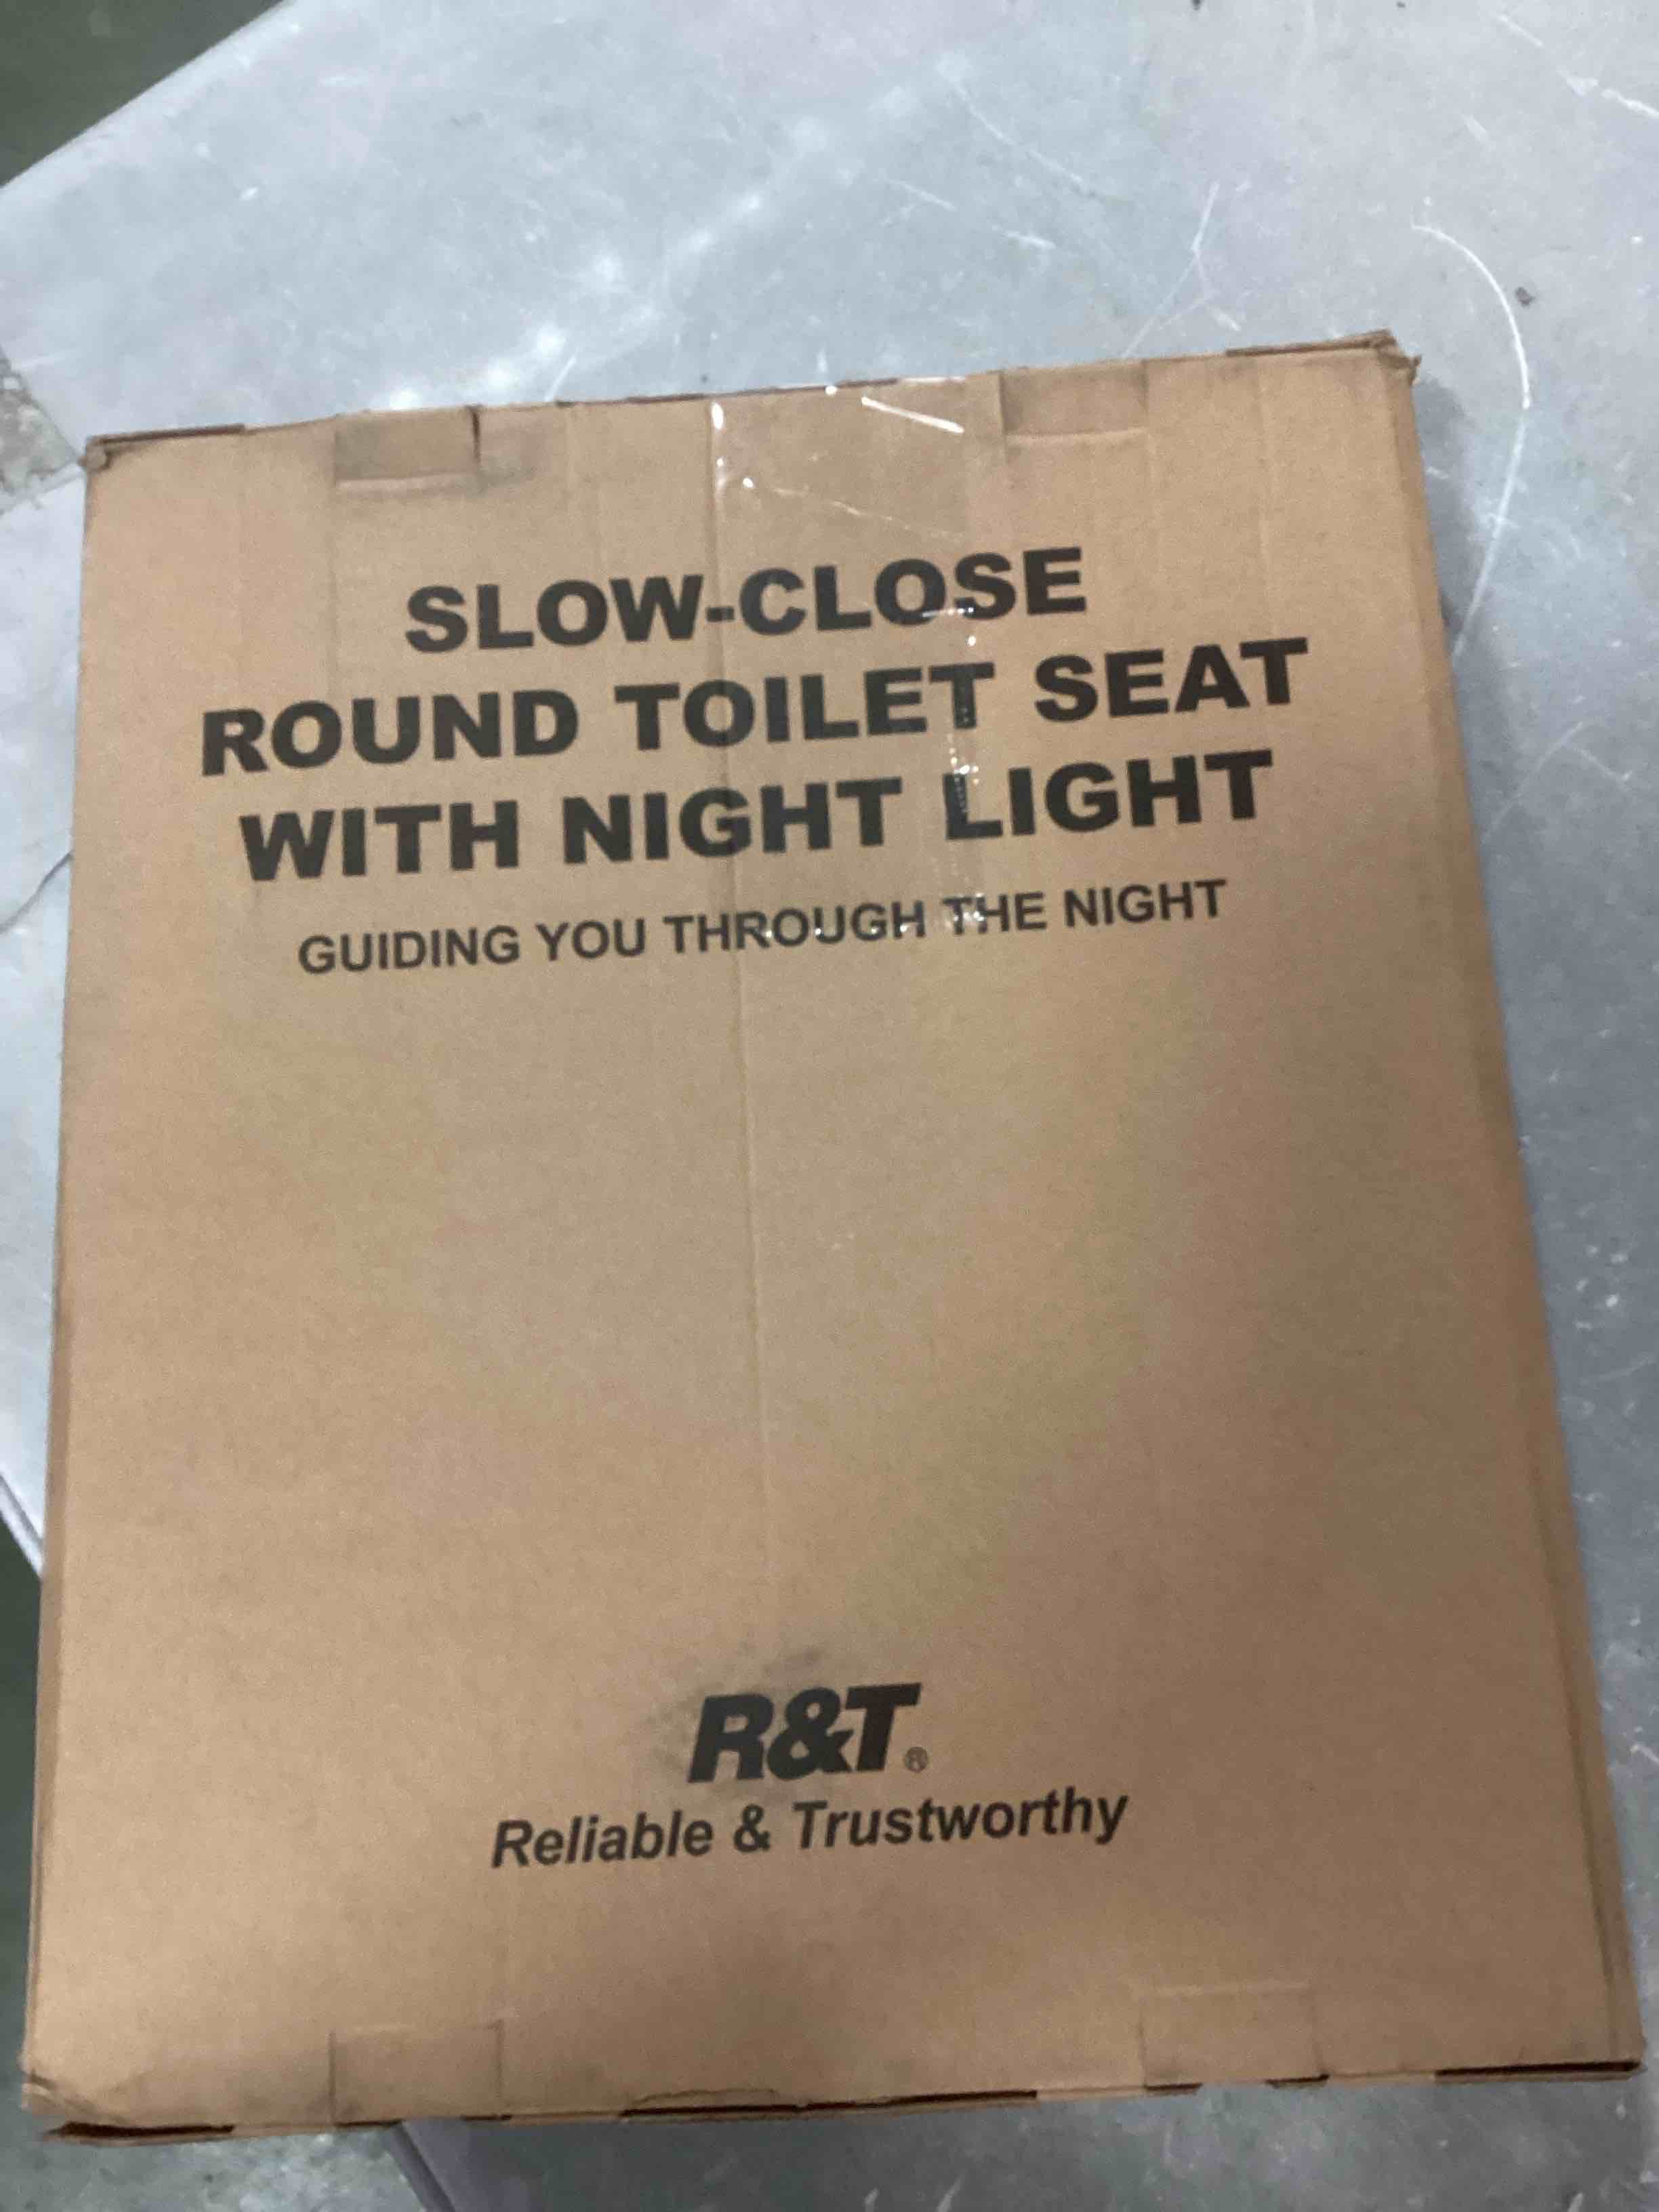 SLOW-CLOSE
ROUND TOILET SEAT
WITH NIGHT LIGHT
GUIDING YOU THROUGH THE NIGHT
R&T®
Reliable & Trustworthy